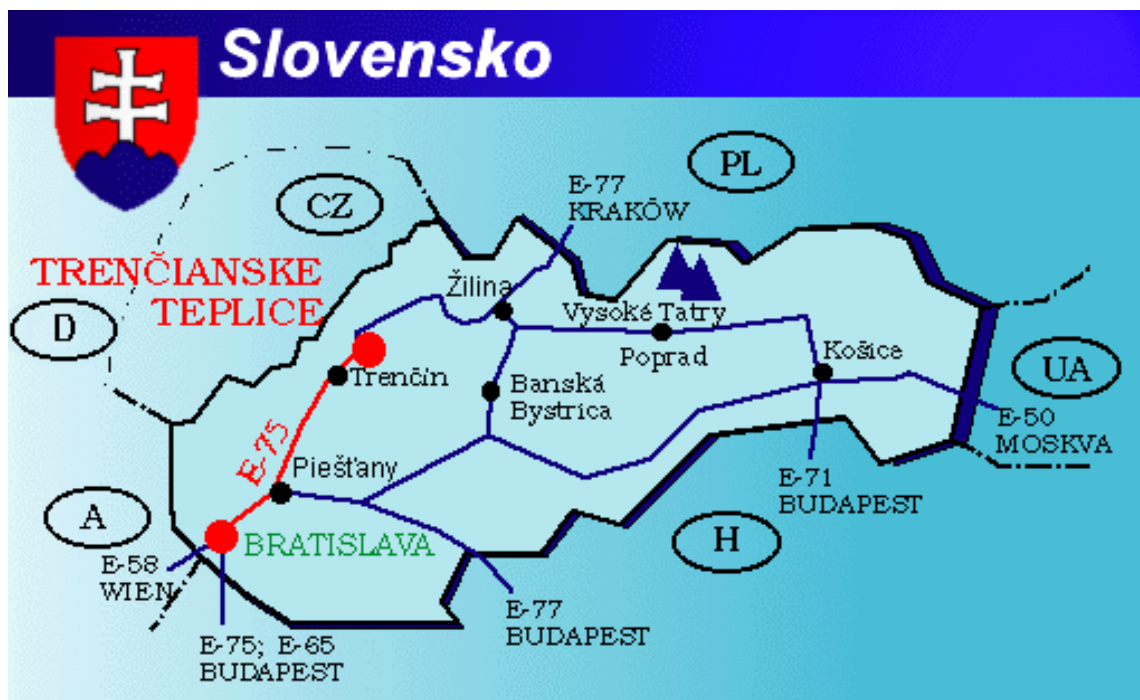 Slovensko
PL
CZ
E-77
KRAKÓW
TRENČIANSKE
TEPLICE
Žilina
Vysoké Tatry
D
Poprad
Košice
UA
Trenčín
Banská
Bystrica
E-50
MOSKVA
E-75
Piešťany
E-71
BUDAPEST
A
BRATISLAVA
H
E-58
WIEN
E-77
BUDAPEST
E-75; E-65
BUDAPEST